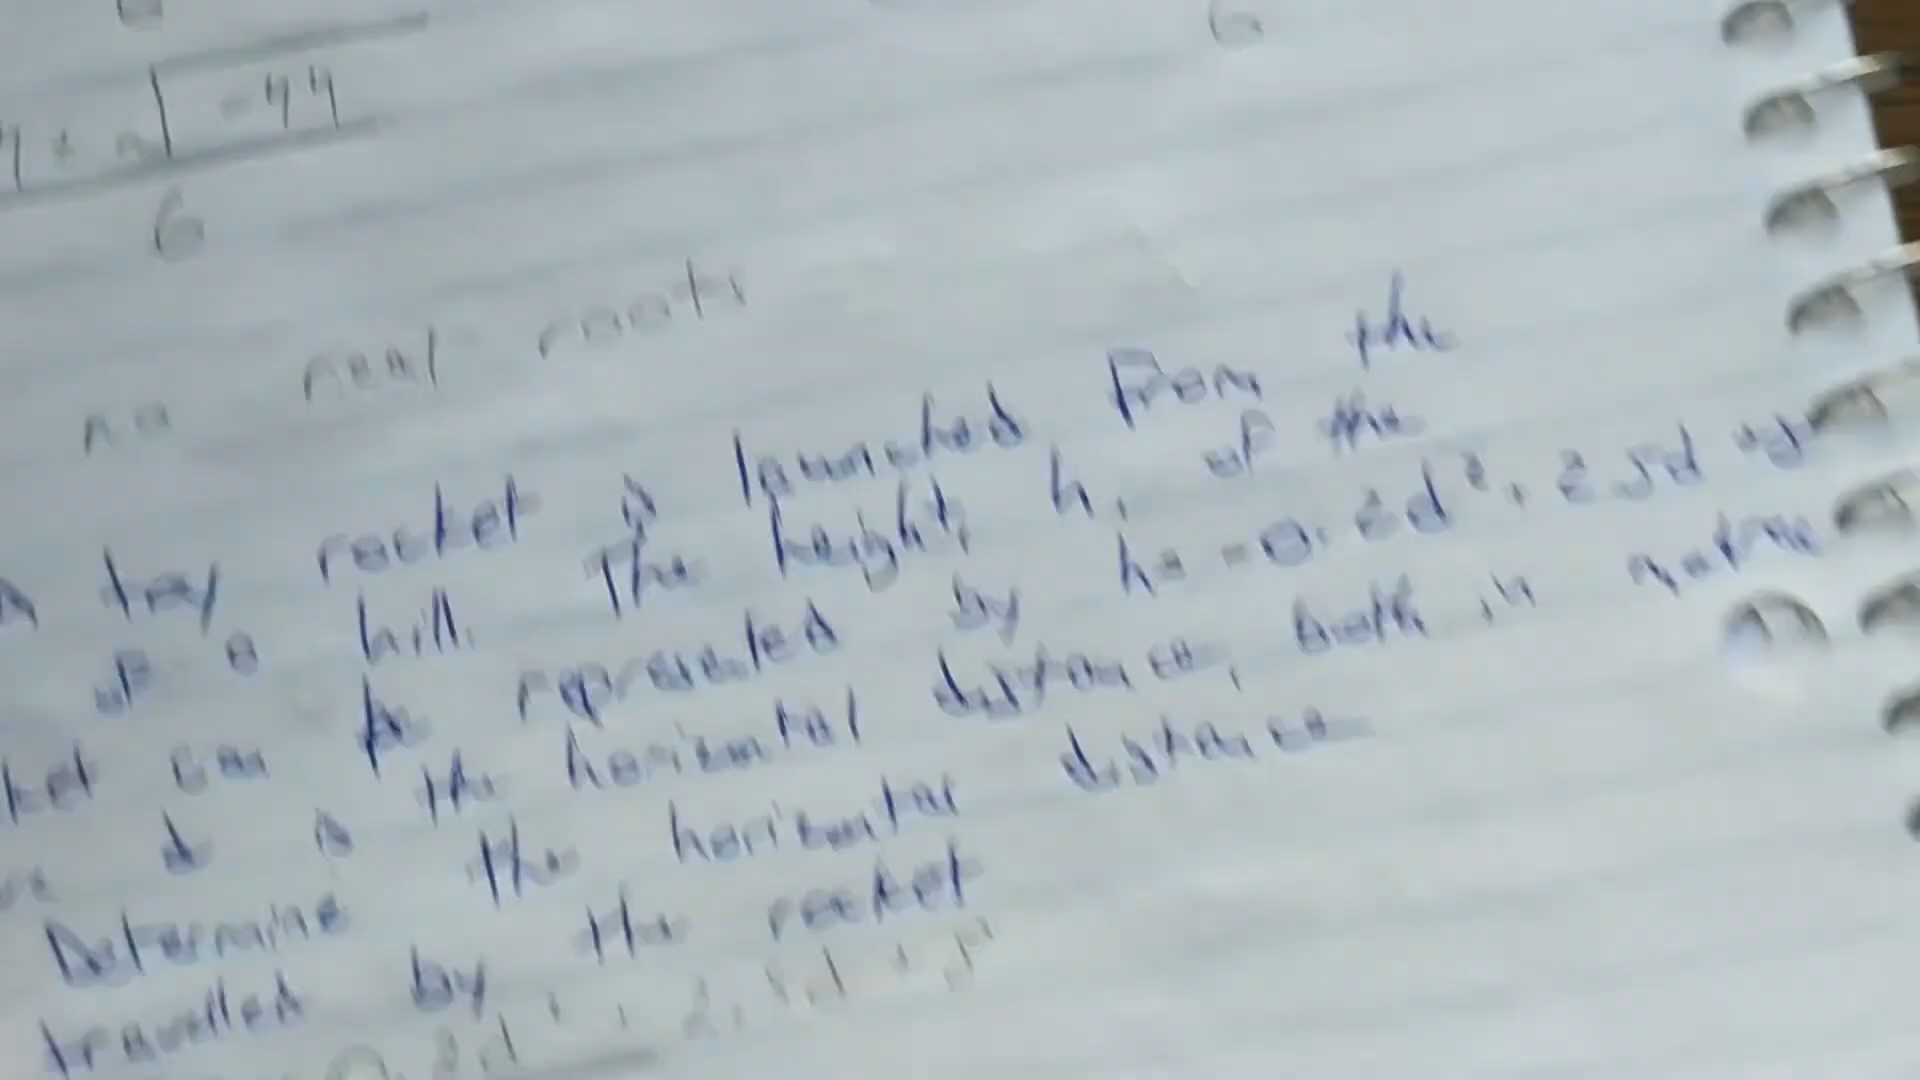 √-44
6
no real roots
A toy rocket is launched from the
of a hill. The height, h, of the
ket can be represented by h = -0.2d² + 2.5d
d is the horizontal distance, both in metres
Determine the horizontal distance
travelled by the rocket